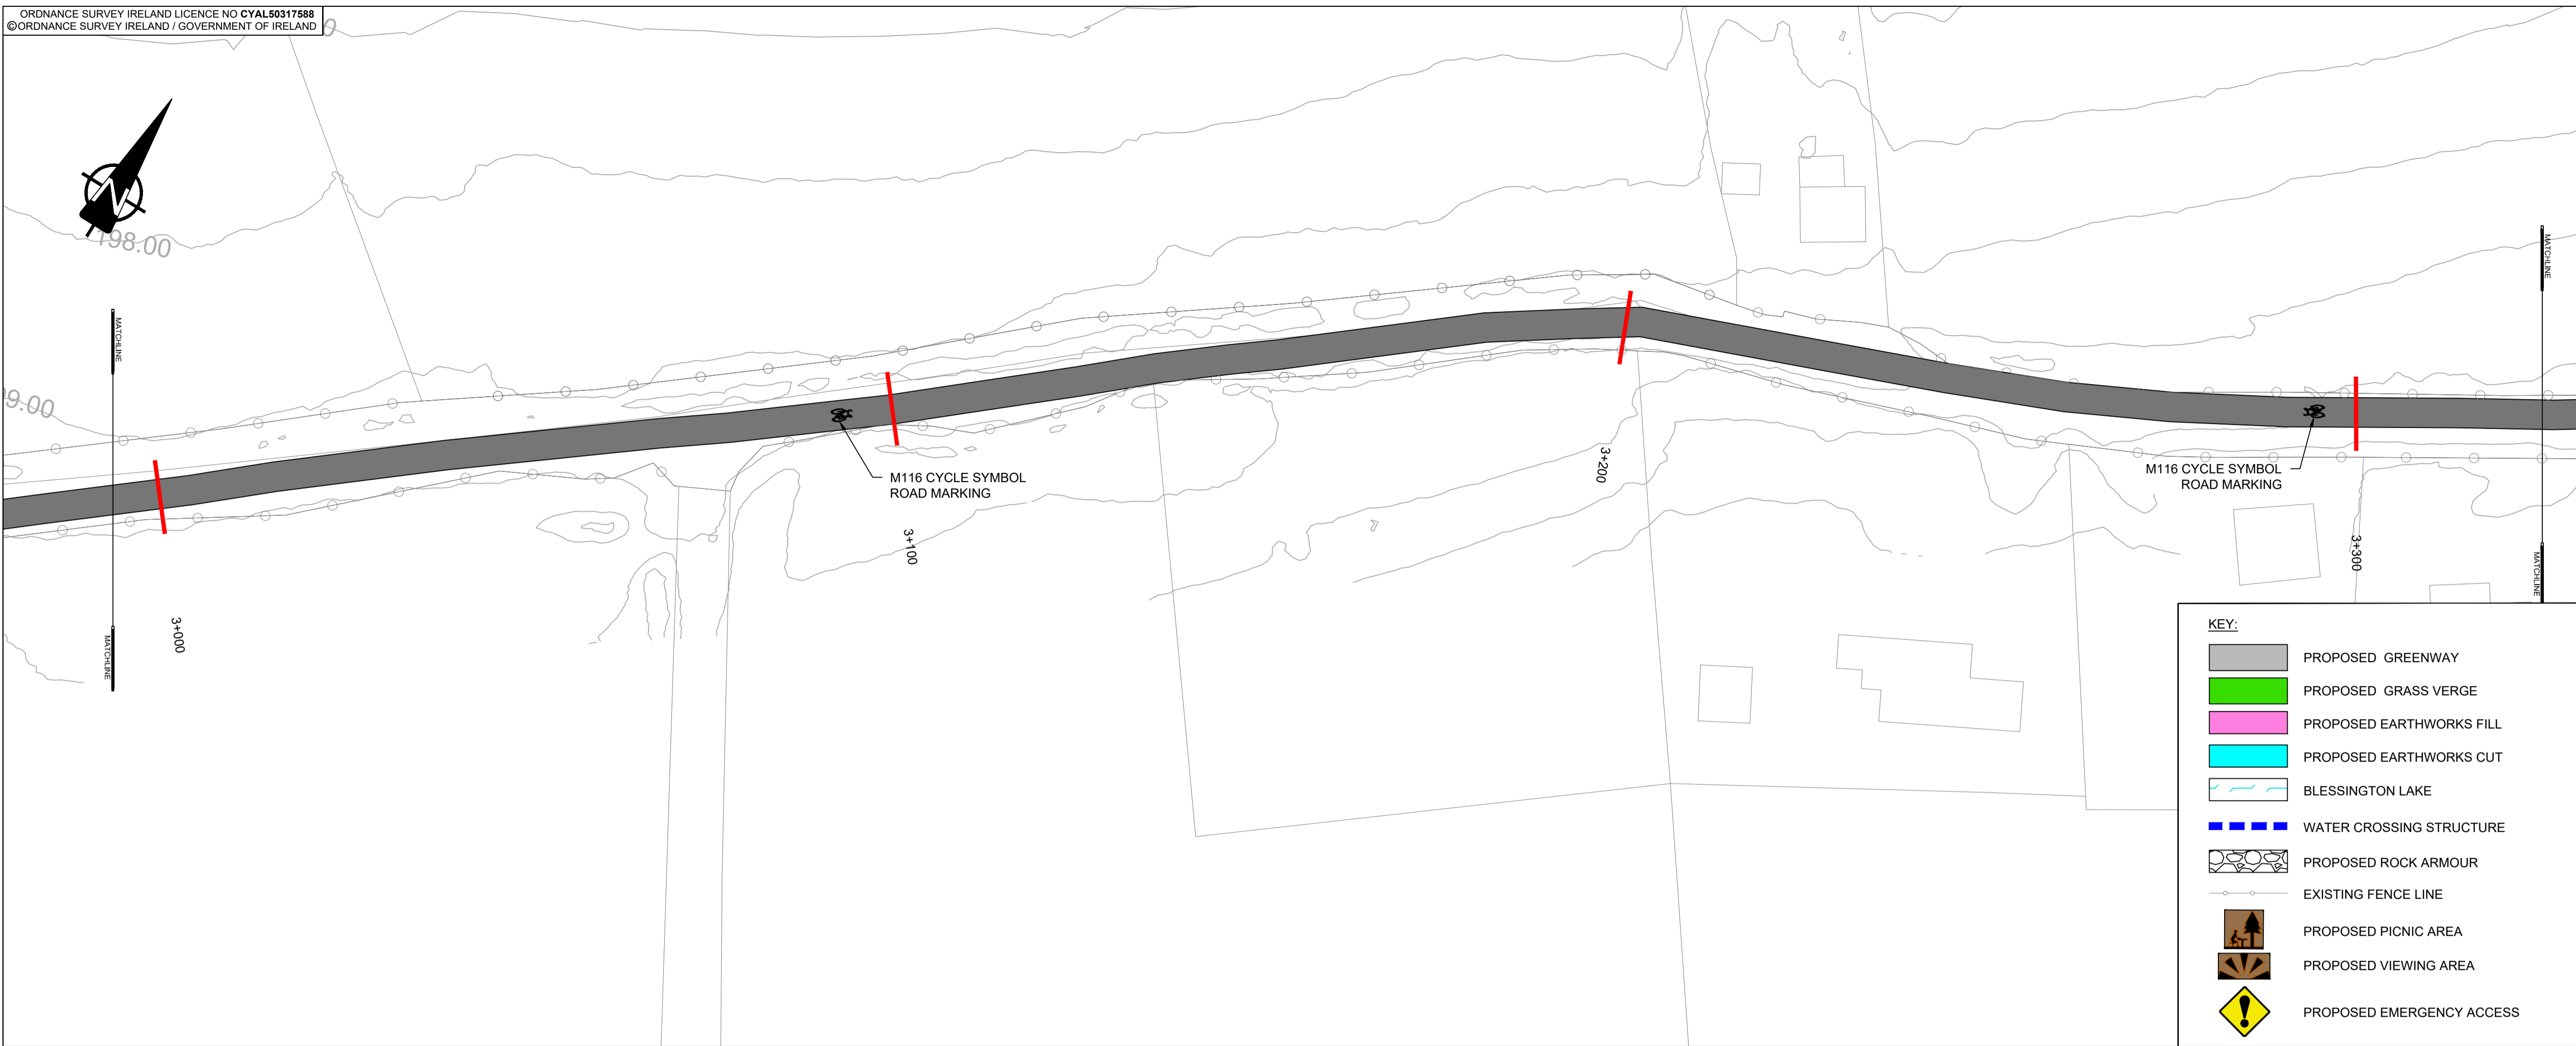 ORDNANCE SURVEY IRELAND LICENCE NO CYAL50317588
©ORDNANCE SURVEY IRELAND / GOVERNMENT OF IRELAND
N
198.00
MATCHLINE
MATCHLINE
MATCHLINE
MATCHLINE
3+000
3+100
3+200
3+300
M116 CYCLE SYMBOL
ROAD MARKING
M116 CYCLE SYMBOL
ROAD MARKING
KEY:
PROPOSED GREENWAY
PROPOSED GRASS VERGE
PROPOSED EARTHWORKS FILL
PROPOSED EARTHWORKS CUT
BLESSINGTON LAKE
WATER CROSSING STRUCTURE
PROPOSED ROCK ARMOUR
EXISTING FENCE LINE
PROPOSED PICNIC AREA
PROPOSED VIEWING AREA
PROPOSED EMERGENCY ACCESS